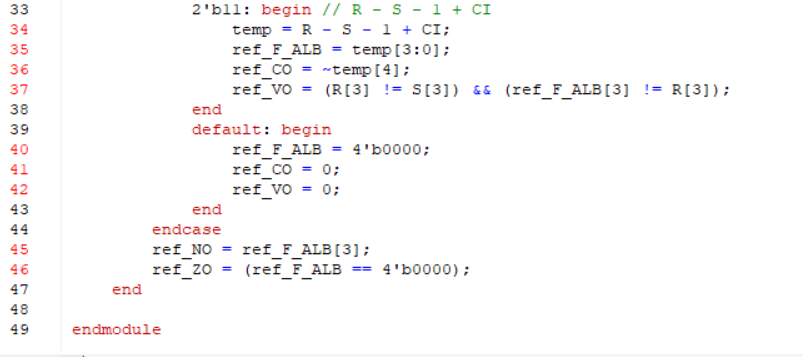 33 2'b11: begin // R - S - 1 + CI
34 temp = R - S - 1 + CI;
35 ref_F_ALB = temp[3:0];
36 ref_CO = ~temp[4];
37 ref_VO = (R[3] != S[3]) && (ref_F_ALB[3] != R[3]);
38 end
39 default: begin
40 ref_F_ALB = 4'b0000;
41 ref_CO = 0;
42 ref_VO = 0;
43 end
44 endcase
45 ref_NO = ref_F_ALB[3];
46 ref_ZO = (ref_F_ALB == 4'b0000);
47 end
48
49 endmodule